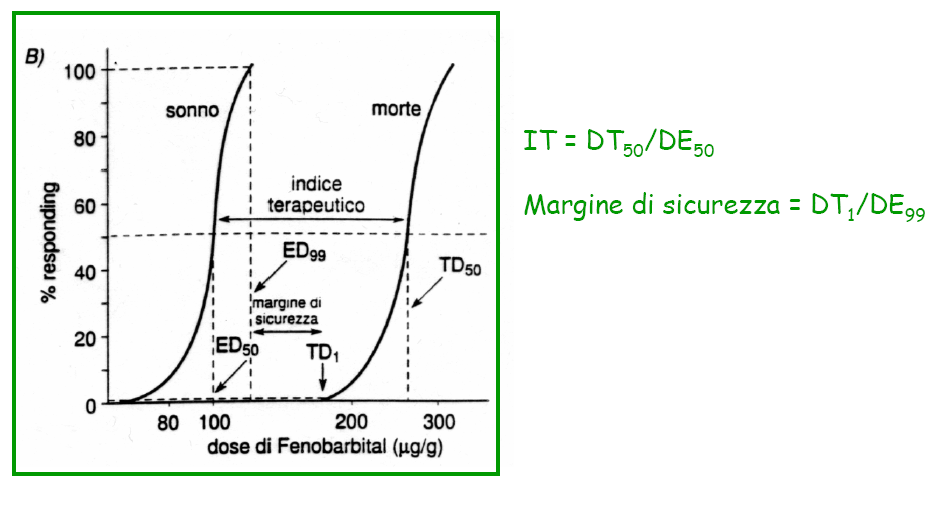 B)
100
80
60
40
20
0
% responding
sonno
morte
indice
terapeutico
ED99
TD50
margine di
sicurezza
ED50
TD1
80 100 200 300
dose di Fenobarbital (µg/g)
IT = DT50/DE50
Margine di sicurezza = DT1/DE99